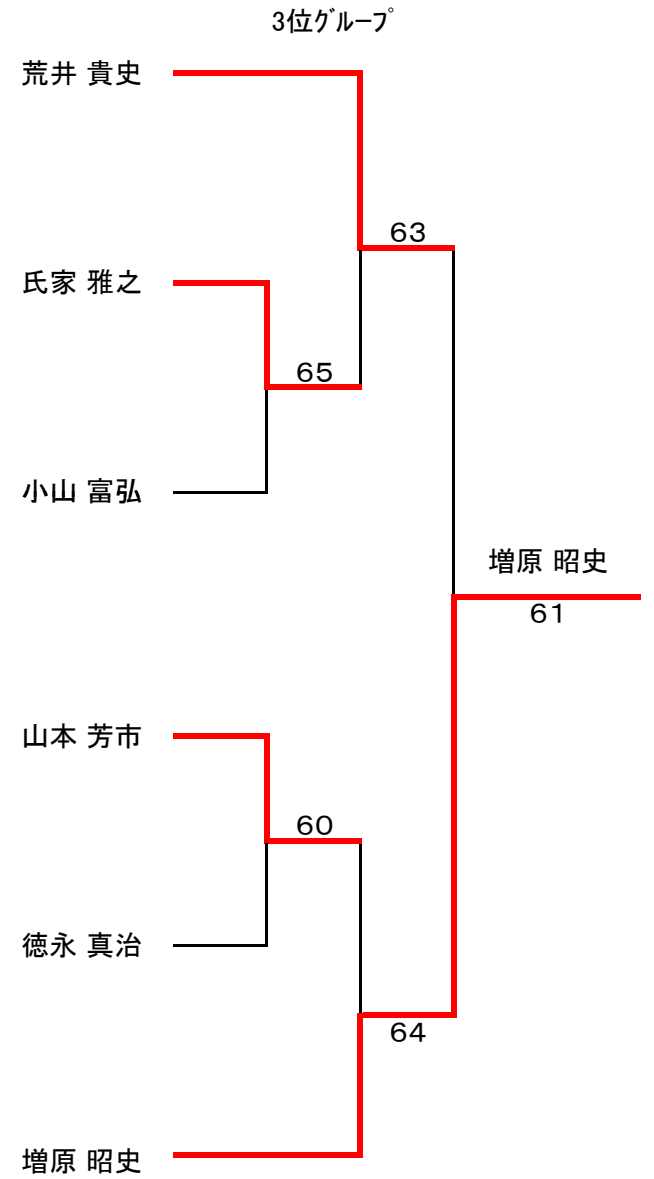 3位ｸﾞﾙｰﾌﾟ
荒井 貴史
63
氏家 雅之
65
小山 富弘
増原 昭史
61
山本 芳市
60
徳永 真治
64
増原 昭史